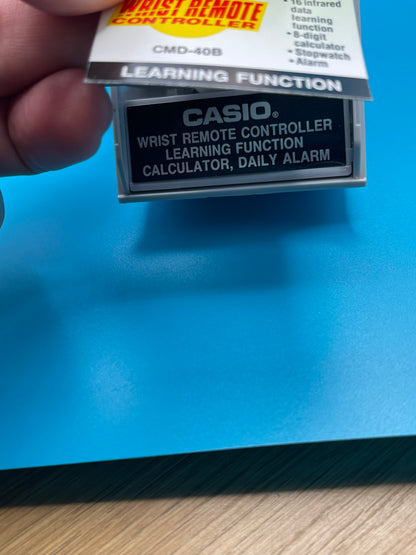 WRIST REMOTE
CONTROLLER
CMD-40B
• 16 infrared
data
learning
function
• 8-digit
calculator
• Stopwatch
• Alarm
LEARNING FUNCTION
CASIO®
WRIST REMOTE CONTROLLER
LEARNING FUNCTION
CALCULATOR, DAILY ALARM